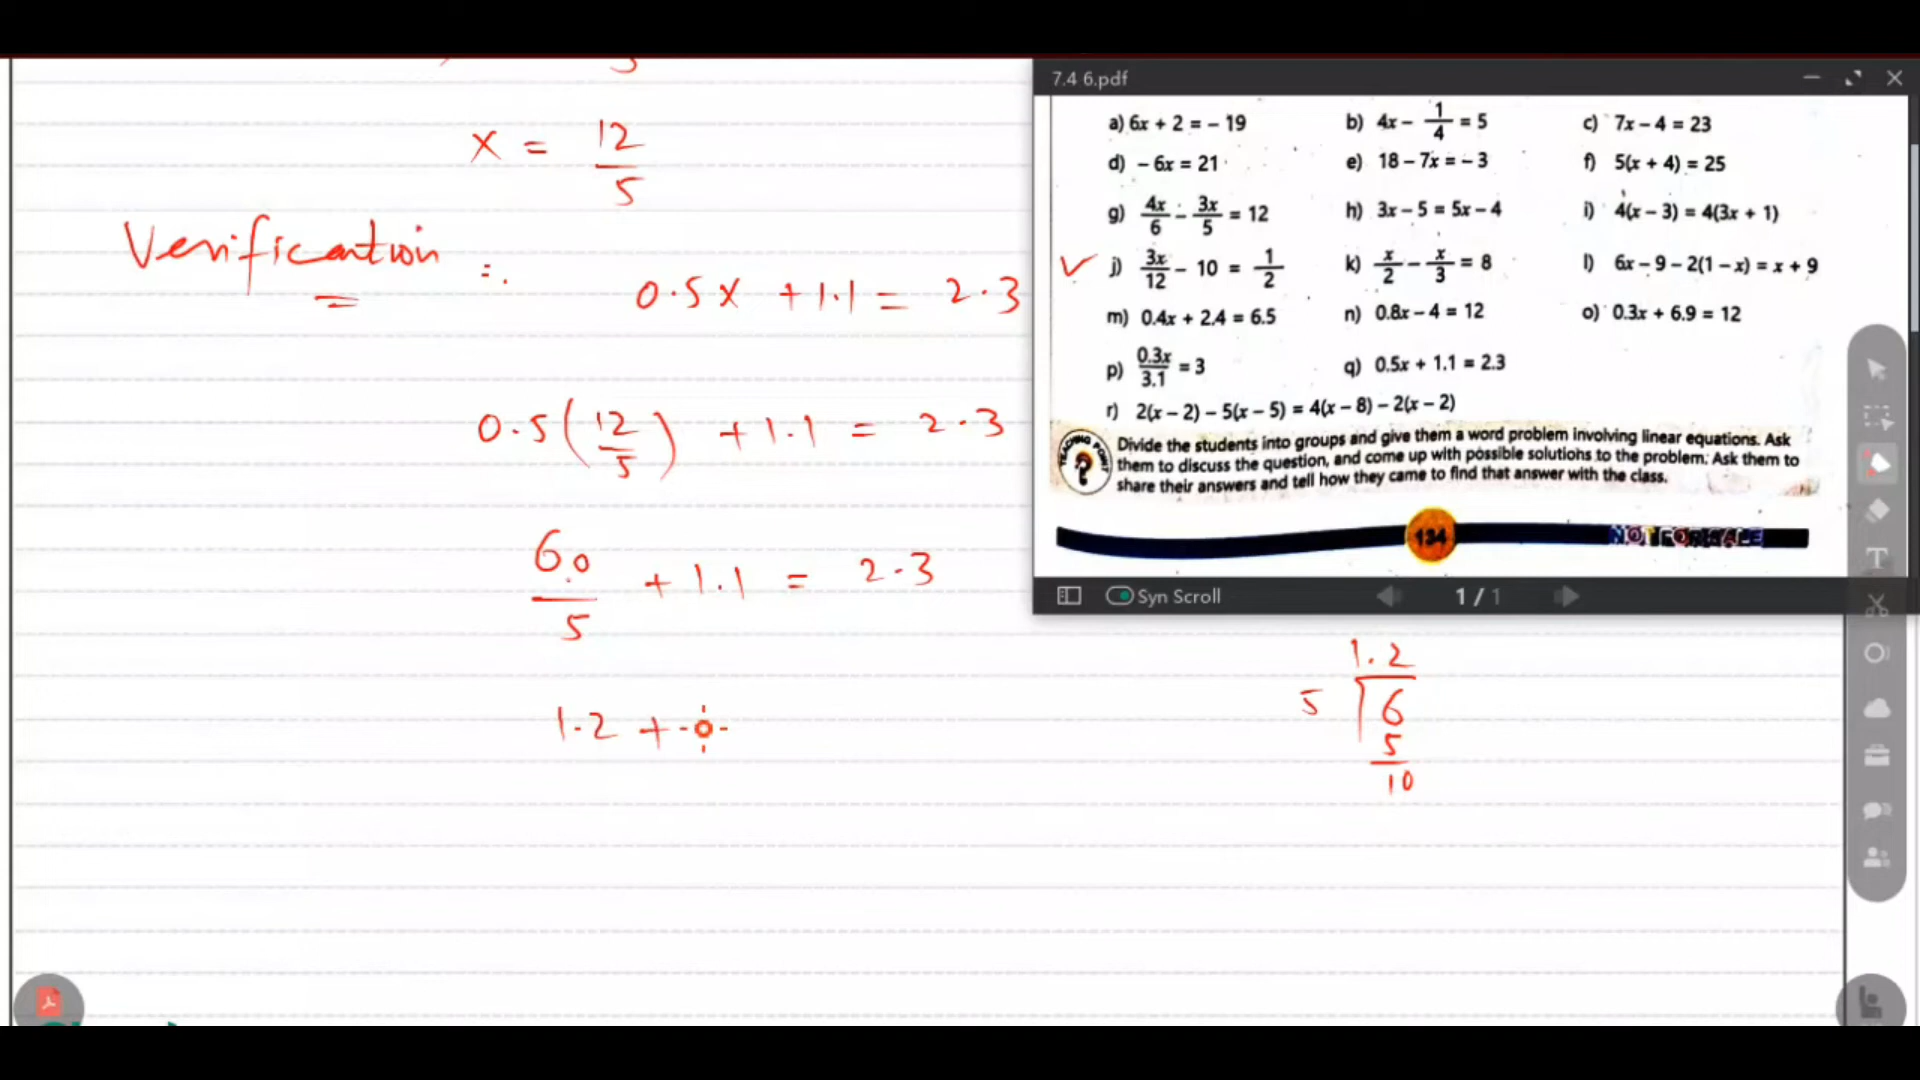 x = 12/5
Verification :.
0.5x + 1.1 = 2.3
0.5(12/5) + 1.1 = 2.3
6.0/5 + 1.1 = 2.3
1.2 +
7.4 6.pdf
a) 6x + 2 = – 19 b) 4x – 1/4 = 5 c) 7x – 4 = 23
d) – 6x = 21 e) 18 – 7x = – 3 f) 5(x + 4) = 25
g) 4x/6 – 3x/5 = 12 h) 3x – 5 = 5x – 4 i) 4(x – 3) = 4(3x + 1)
j) 3x/12 – 10 = 1/2 k) x/2 – x/3 = 8 l) 6x – 9 – 2(1 – x) = x + 9
m) 0.4x + 2.4 = 6.5 n) 0.8x – 4 = 12 o) 0.3x + 6.9 = 12
p) 0.3x/3.1 = 3 q) 0.5x + 1.1 = 2.3
r) 2(x – 2) – 5(x – 5) = 4(x – 8) – 2(x – 2)
TEACHING POINT
?
Divide the students into groups and give them a word problem involving linear equations. Ask
them to discuss the question, and come up with possible solutions to the problem. Ask them to
share their answers and tell how they came to find that answer with the class.
134
NOT FOR SALE
Syn Scroll 1 / 1
1.2
5 6
5
10
T